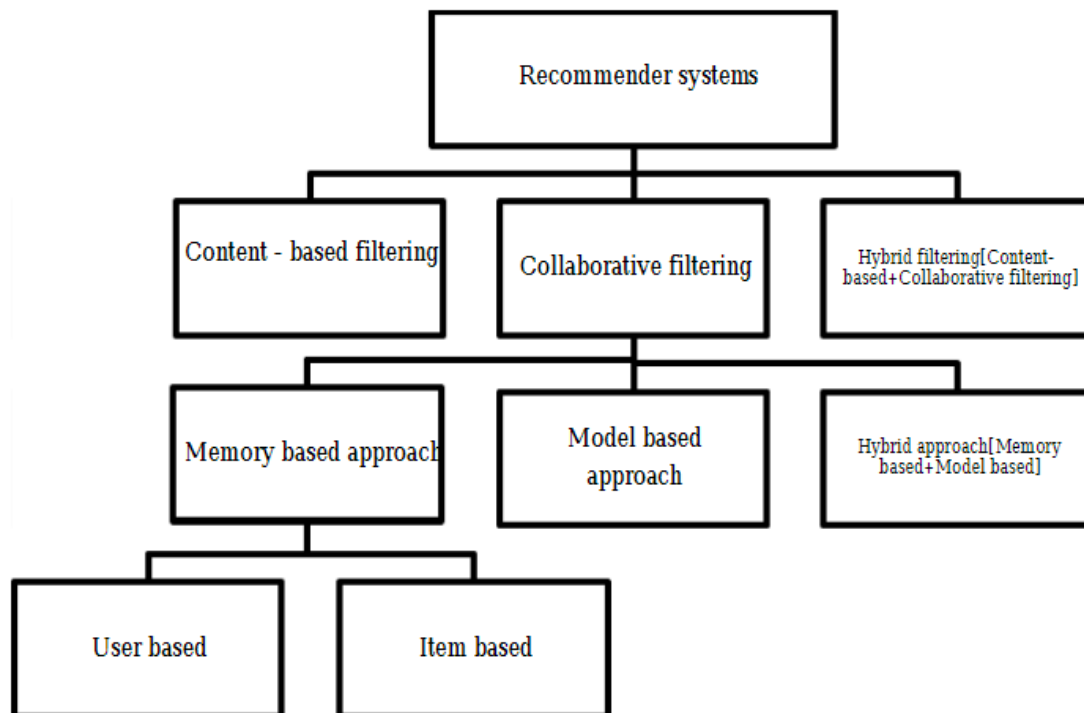 Recommender systems
Content - based filtering
Collaborative filtering
Hybrid filtering[Content-
based+Collaborative filtering]
Memory based approach
Model based
approach
Hybrid approach[Memory
based+Model based]
User based
Item based